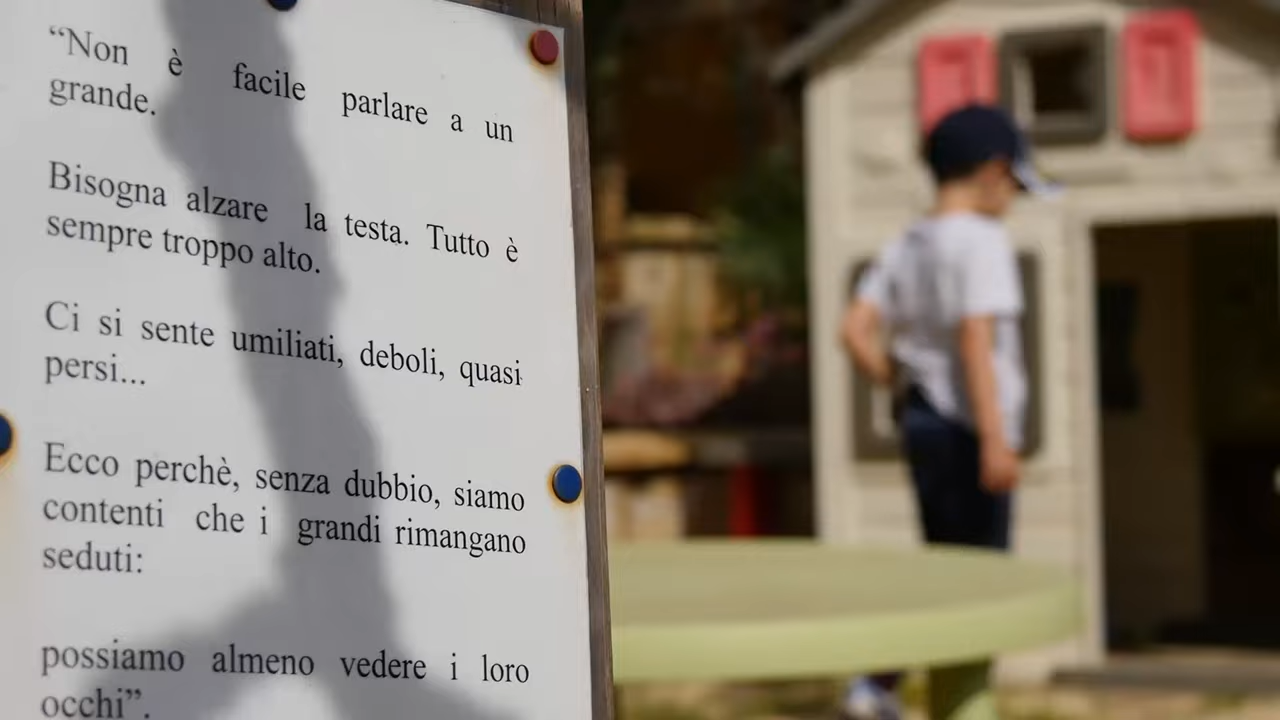 “Non è facile parlare a un
grande.
Bisogna alzare la testa. Tutto è
sempre troppo alto.
Ci si sente umiliati, deboli, quasi
persi...
Ecco perchè, senza dubbio, siamo
contenti che i grandi rimangano
seduti:
possiamo almeno vedere i loro
occhi”.